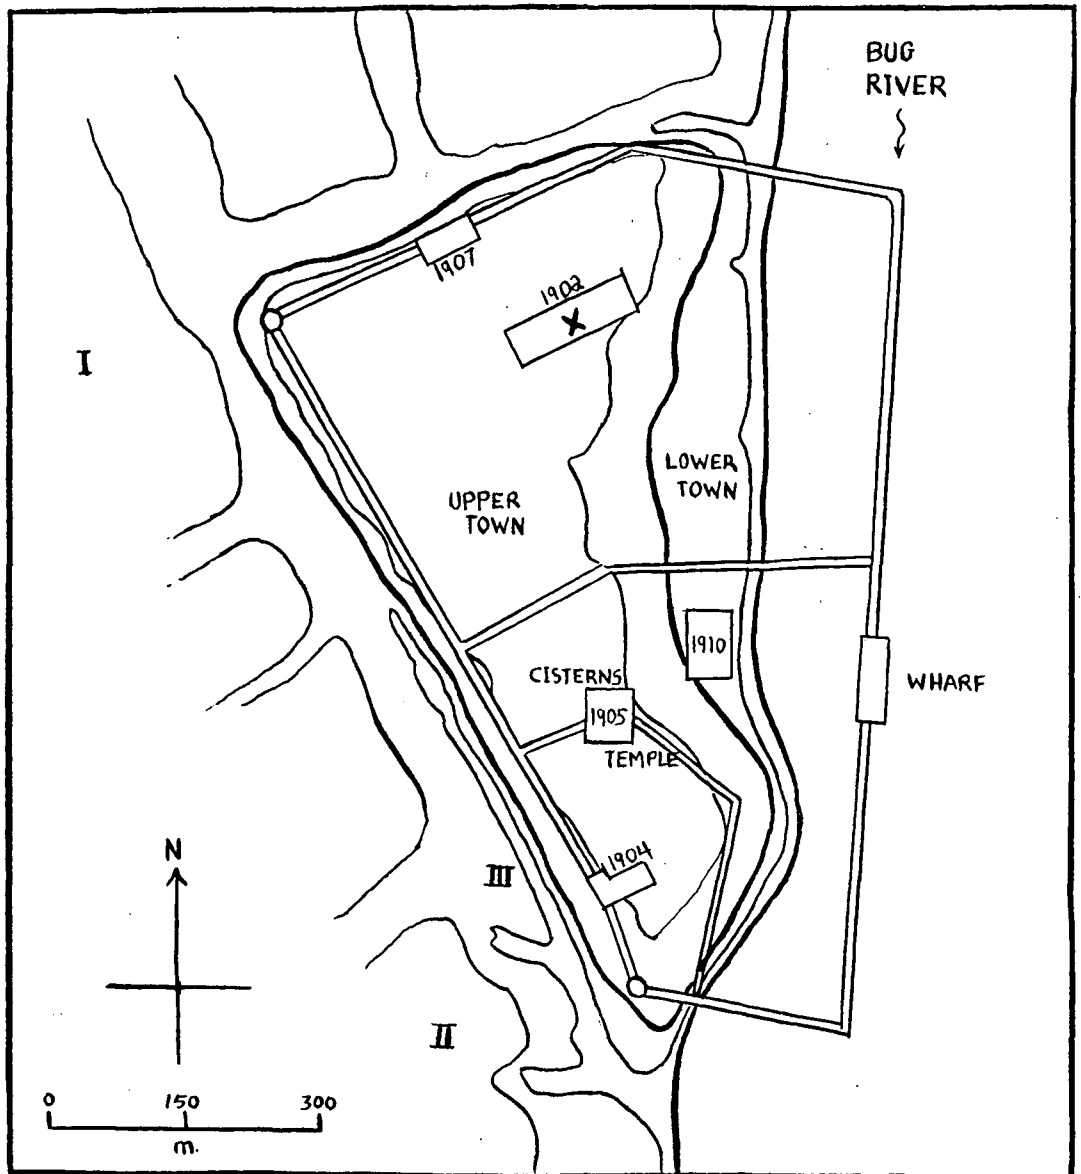 BUG
RIVER
1907
1902
X
I
LOWER
TOWN
UPPER
TOWN
1910
CISTERNS
1905
WHARF
TEMPLE
1904
III
N
II
0 150 300
m.